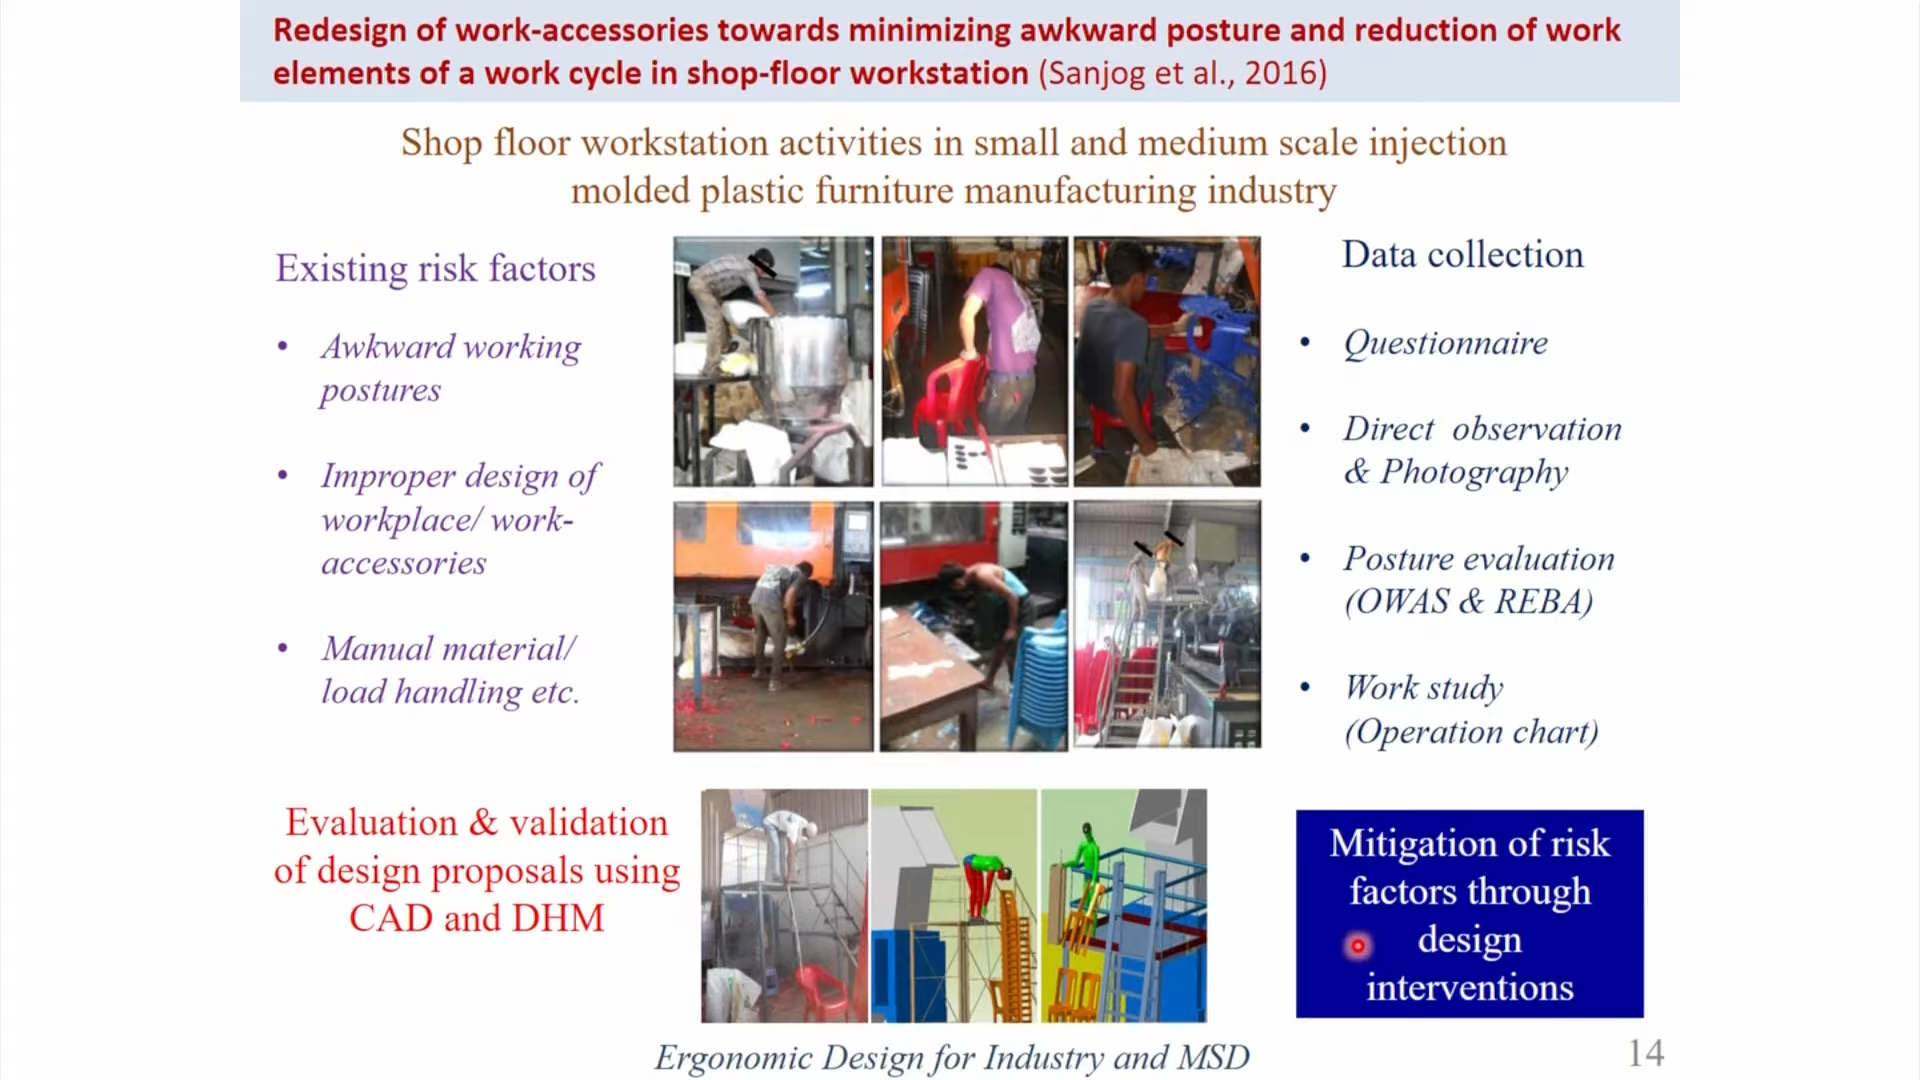 Redesign of work-accessories towards minimizing awkward posture and reduction of work
elements of a work cycle in shop-floor workstation (Sanjog et al., 2016)
Shop floor workstation activities in small and medium scale injection
molded plastic furniture manufacturing industry
Existing risk factors
• Awkward working
postures
• Improper design of
workplace/ work-
accessories
• Manual material/
load handling etc.
Data collection
• Questionnaire
• Direct observation
& Photography
• Posture evaluation
(OWAS & REBA)
• Work study
(Operation chart)
Evaluation & validation
of design proposals using
CAD and DHM
Mitigation of risk
factors through
design
interventions
Ergonomic Design for Industry and MSD
14